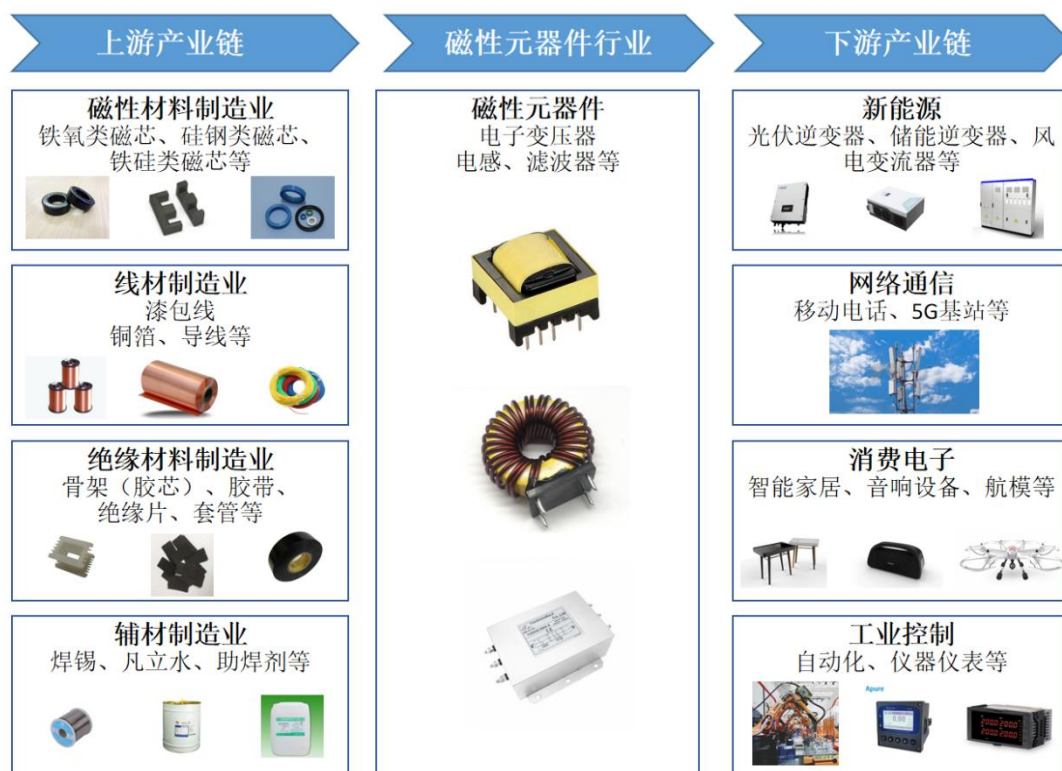 上游产业链
磁性元器件行业
下游产业链
磁性材料制造业
铁氧类磁芯、硅钢类磁芯、
铁硅类磁芯等
线材制造业
漆包线
铜箔、导线等
绝缘材料制造业
骨架（胶芯）、胶带、
绝缘片、套管等
辅材制造业
焊锡、凡立水、助焊剂等
磁性元器件
电子变压器
电感、滤波器等
新能源
光伏逆变器、储能逆变器、风
电变流器等
网络通信
移动电话、5G基站等
消费电子
智能家居、音响设备、航模等
工业控制
自动化、仪器仪表等
Apure